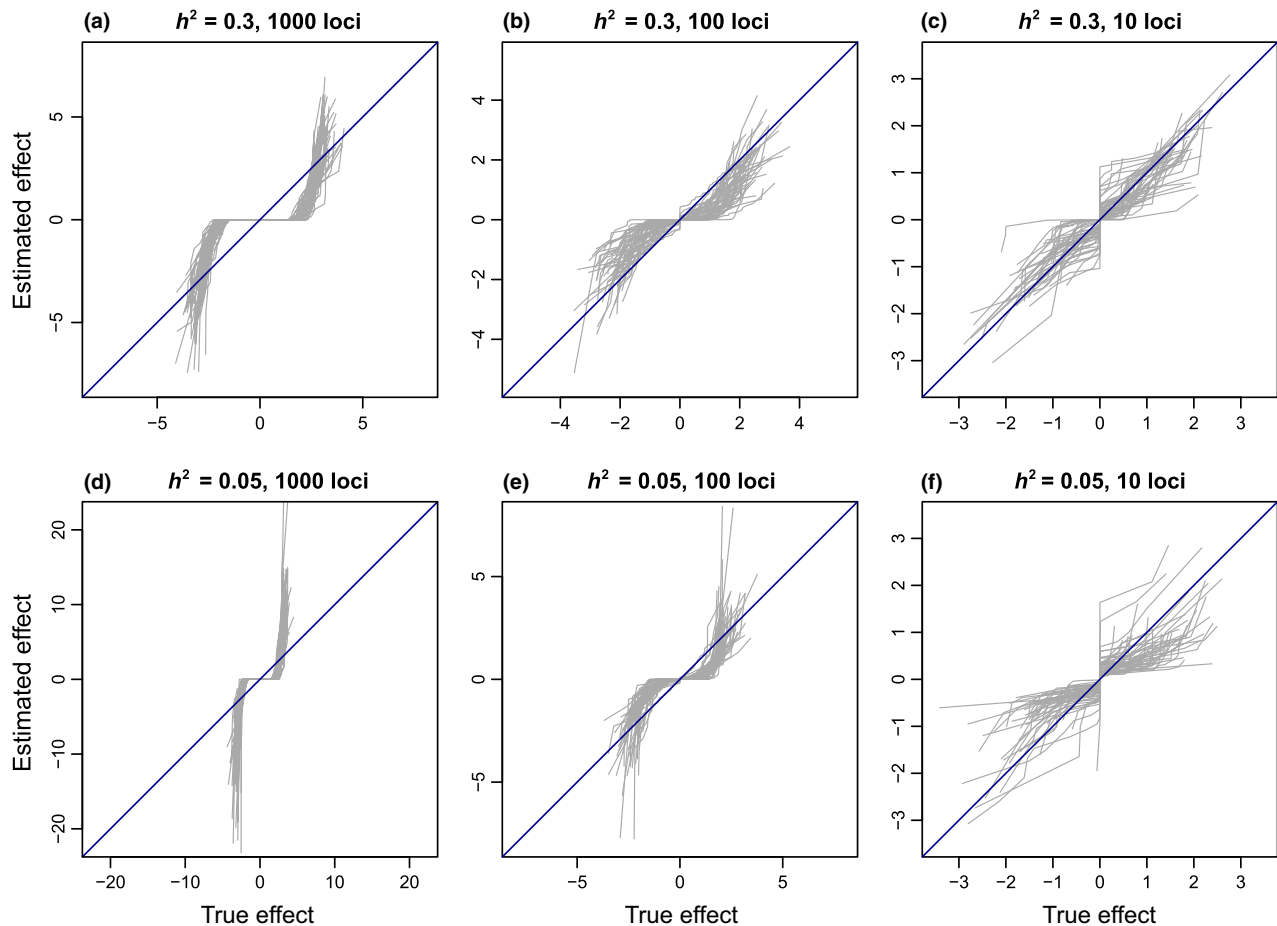 (a) h² = 0.3, 1000 loci
(b) h² = 0.3, 100 loci
(c) h² = 0.3, 10 loci
Estimated effect
5
0
−5
−5 0 5
4
2
0
−2
−4
−4 −2 0 2 4
3
2
1
0
−1
−2
−3
−3 −2 −1 0 1 2 3
(d) h² = 0.05, 1000 loci
(e) h² = 0.05, 100 loci
(f) h² = 0.05, 10 loci
Estimated effect
20
10
0
−10
−20
−20 −10 0 10 20
True effect
5
0
−5
−5 0 5
True effect
3
2
1
0
−1
−2
−3
−3 −2 −1 0 1 2 3
True effect